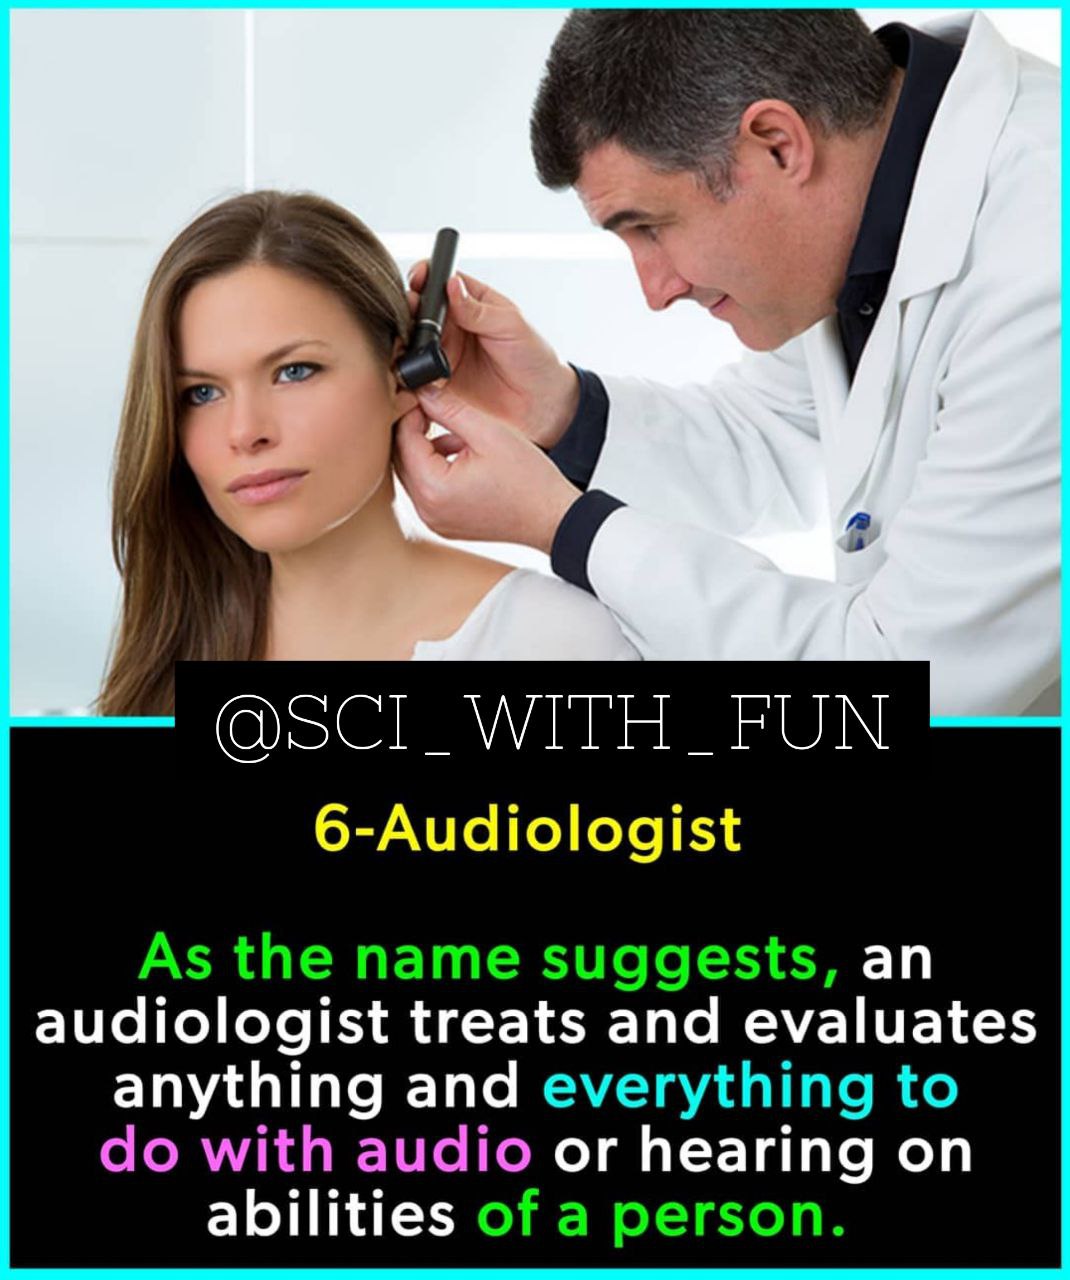 @SCI_WITH_FUN
6-Audiologist
As the name suggests, an
audiologist treats and evaluates
anything and everything to
do with audio or hearing on
abilities of a person.